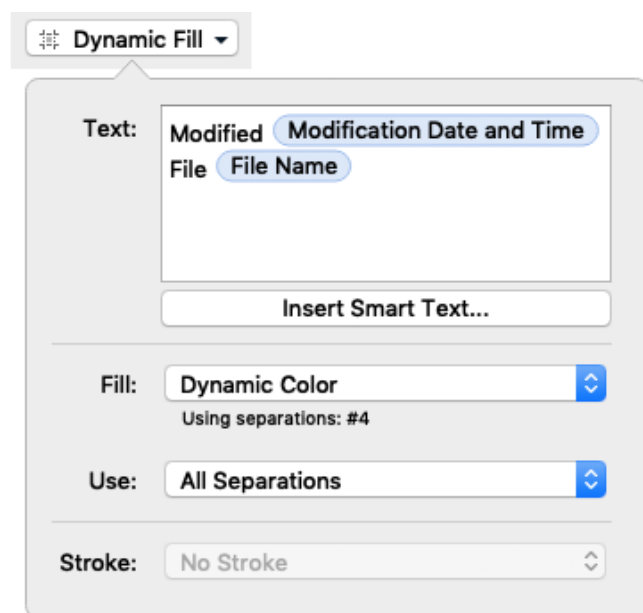 Dynamic Fill
Text:
Modified Modification Date and Time
File File Name
Insert Smart Text...
Fill: Dynamic Color
Using separations: #4
Use: All Separations
Stroke: No Stroke